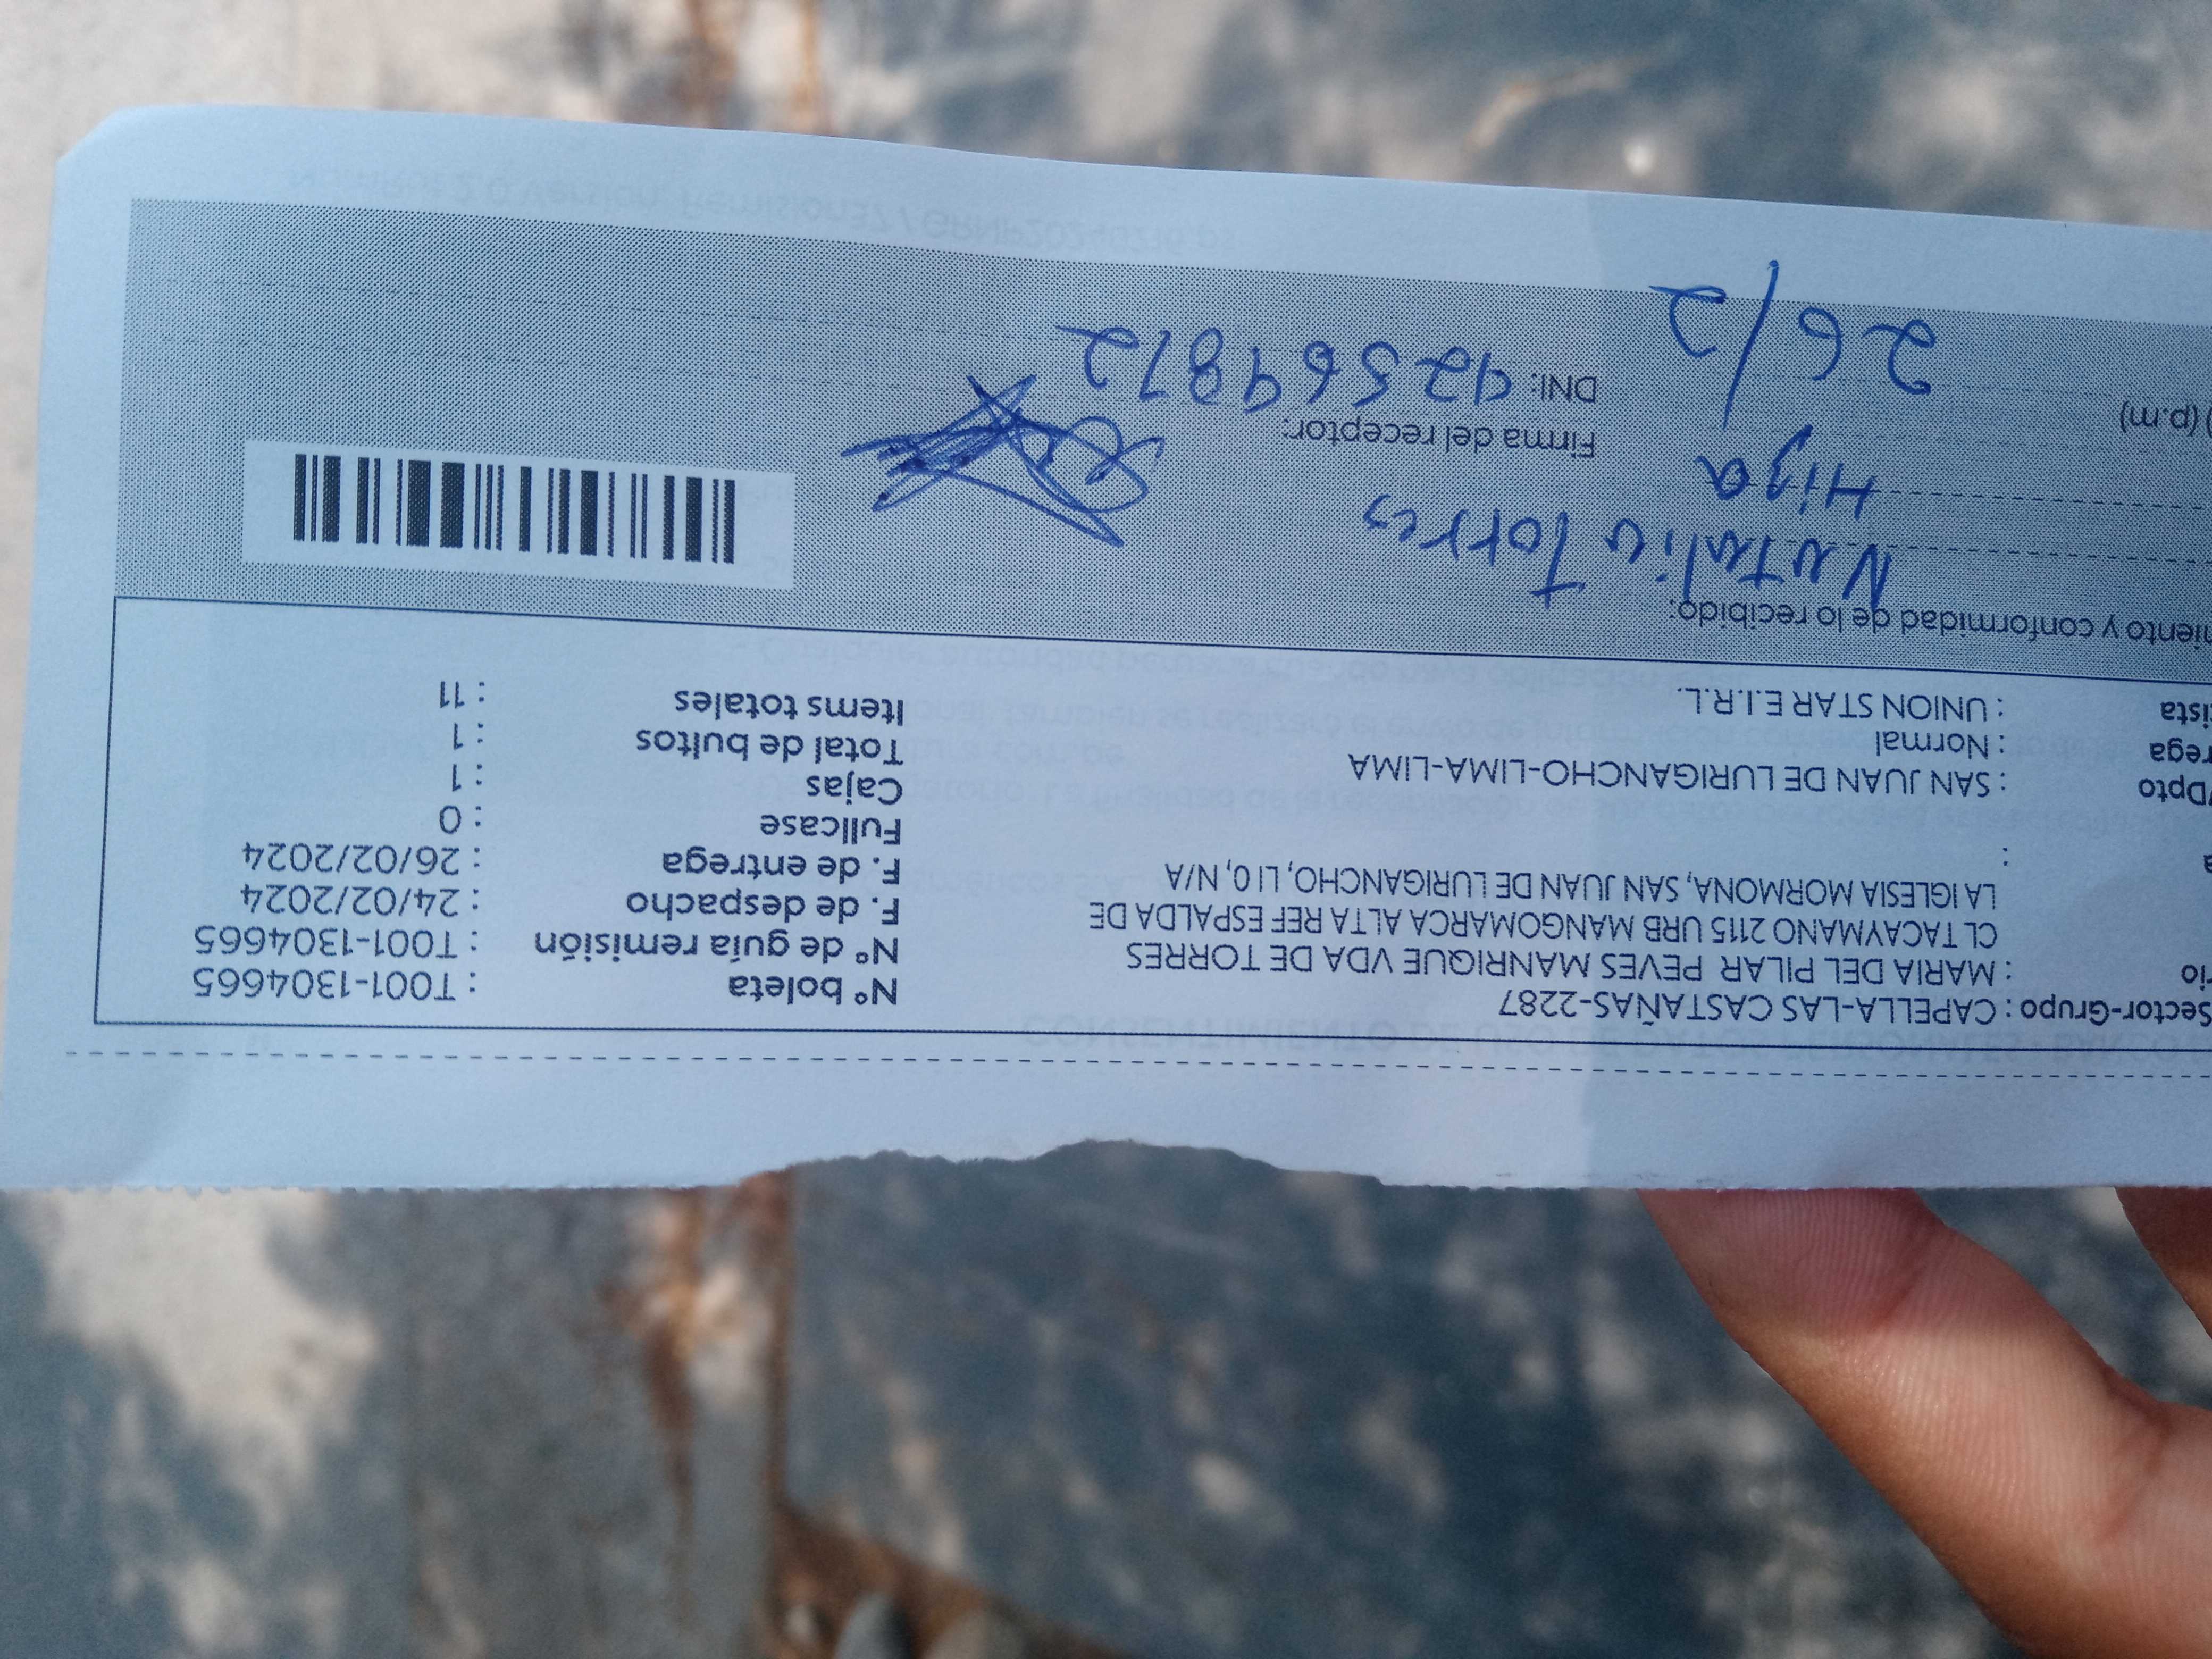 Sector-Grupo : CAPELLA-LAS CASTAÑAS-2287
rio : MARIA DEL PILAR PEVES MANRIQUE VDA DE TORRES
CL TACAYMANO 2115 URB MANGOMARCA ALTA REF ESPALDA DE
LA IGLESIA MORMONA, SAN JUAN DE LURIGANCHO, LI 0, N/A
a :
/Dpto : SAN JUAN DE LURIGANCHO-LIMA-LIMA
rega : Normal
ista : UNION STAR E.I.R.L.
N° boleta : T001-1304665
N° de guía remisión : T001-1304665
F. de despacho : 24/02/2024
F. de entrega : 26/02/2024
Fullcase : 0
Cajas : 1
Total de bultos : 1
Items totales : 11
miento y conformidad de lo recibido:
Natalia Torres
Hija
Firma del receptor:
) (p.m)
26/2
DNI: 42564872